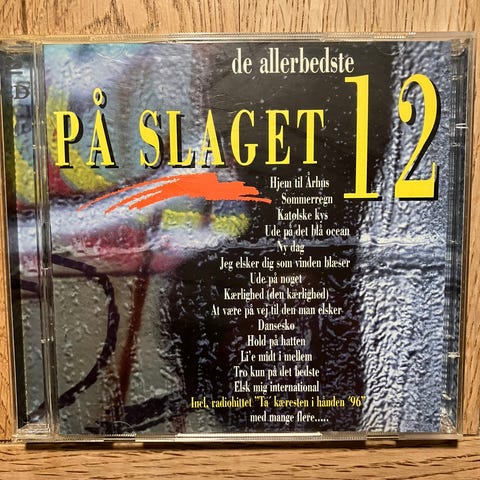 de allerbedste
PÅ SLAGET 12
Hjem til Århus
Sommerregn
Katolske kys
Ude på det blå ocean
Ny dag
Jeg elsker dig som vinden blæser
Ude på noget
Kærlighed (den kærlighed)
At være på vej til den man elsker
Dansesko
Hold på hatten
Li'e midt i mellem
Tro kun på det bedste
Elsk mig international
Incl. radiohittet "Ta' kæresten i hånden '96"
med mange flere.....